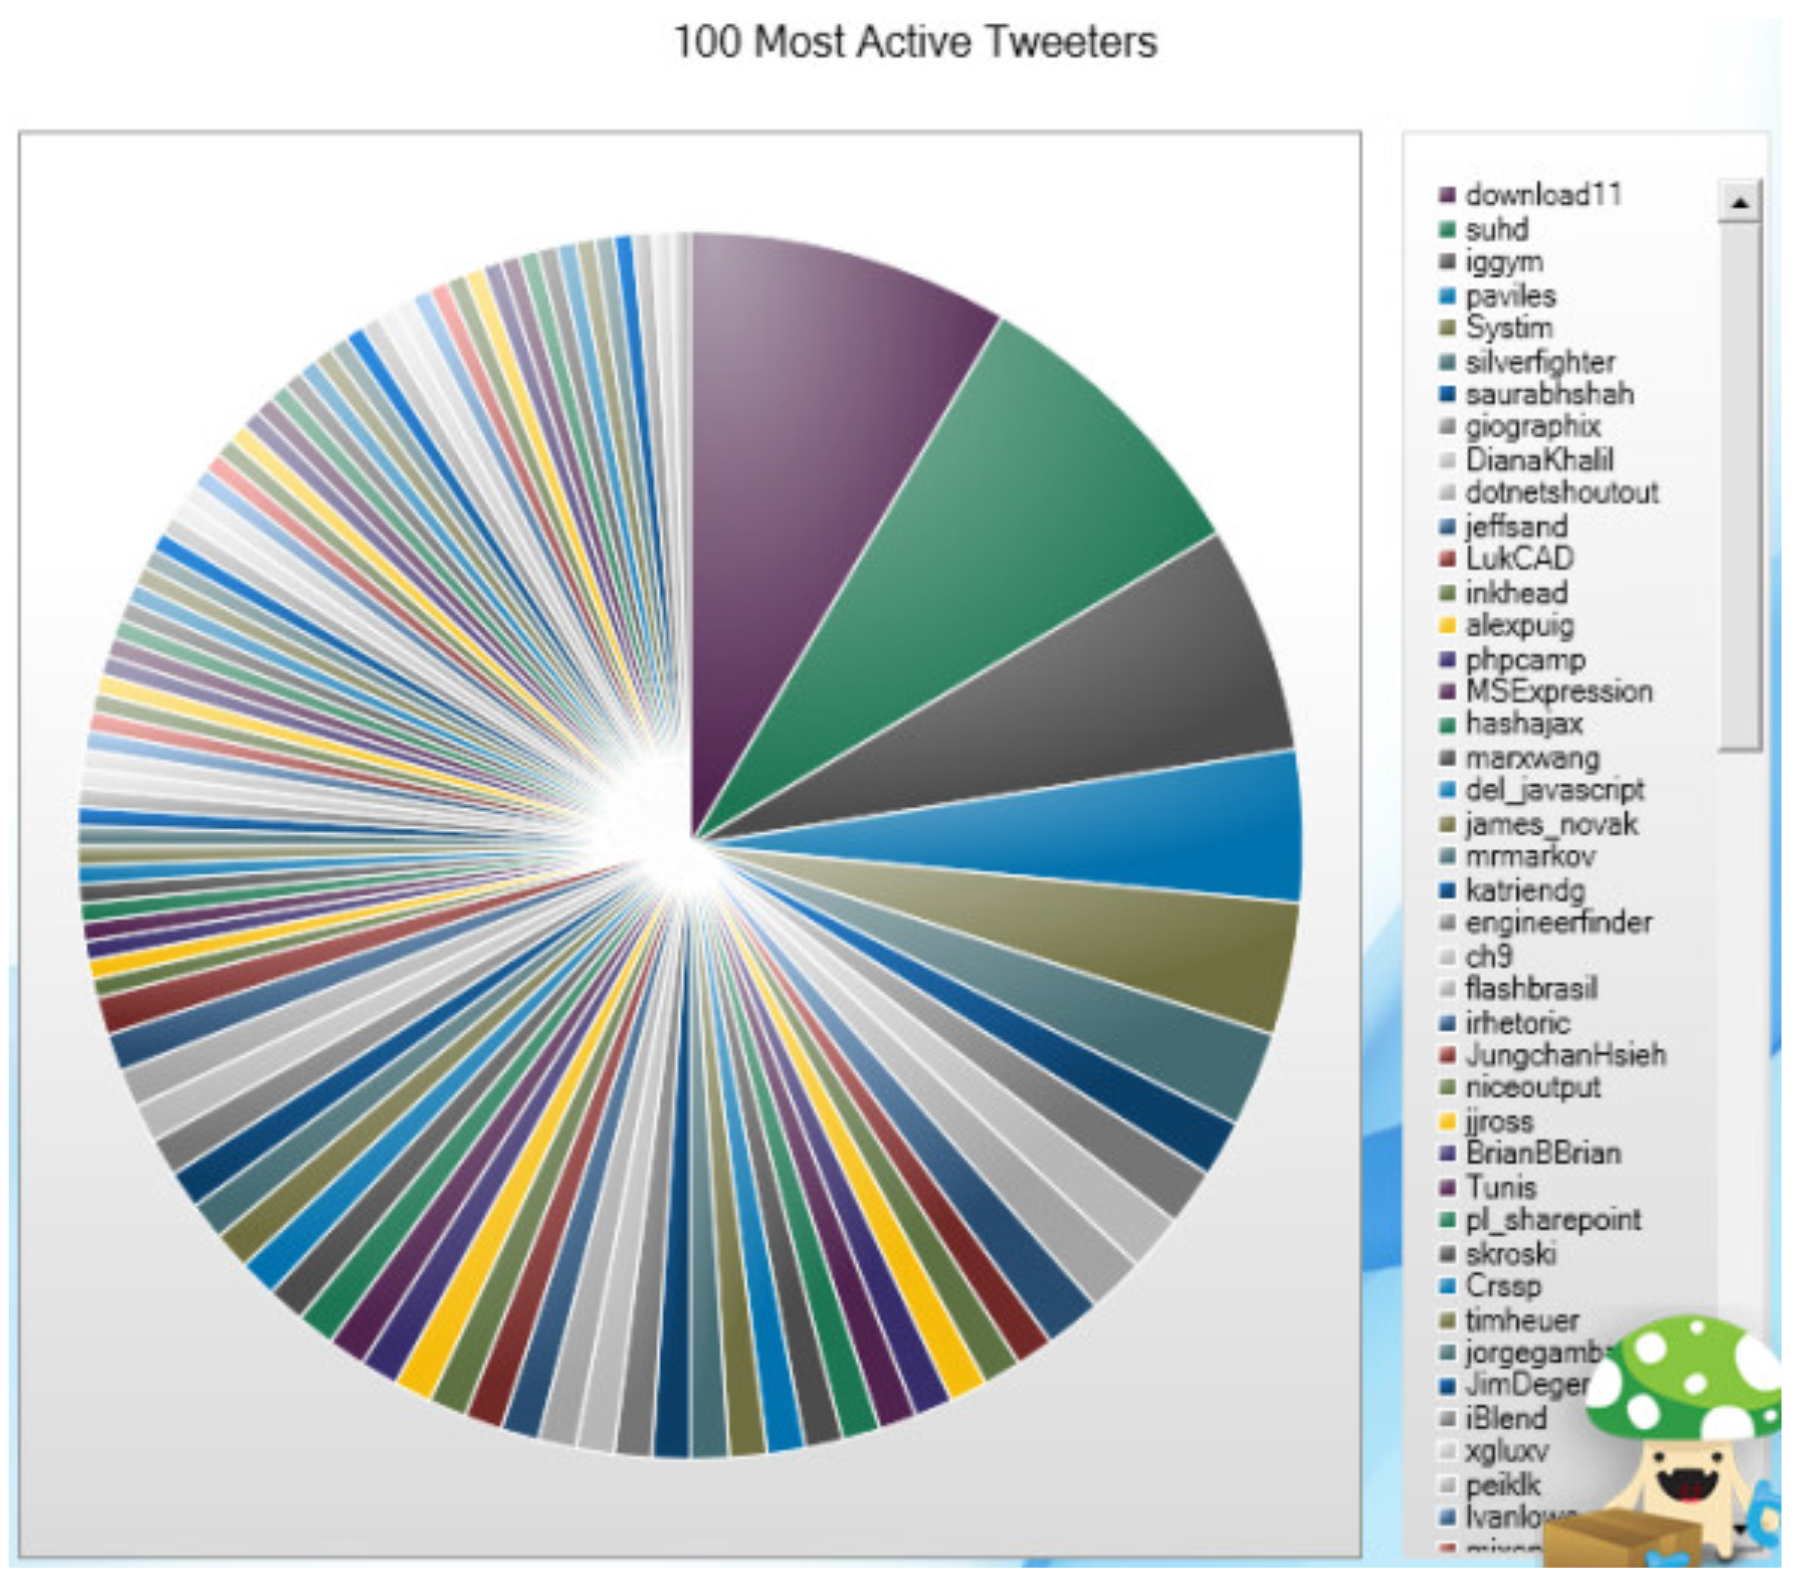 100 Most Active Tweeters
download11
suhd
iggym
paviles
Systim
silverfighter
saurabhshah
giographix
DianaKhalil
dotnetshoutout
jeffsand
LukCAD
inkhead
alexpuig
phpcamp
MSExpression
hashajax
marxwang
del_javascript
james_novak
mrmarkov
katriendg
engineerfinder
ch9
flashbrasil
irhetoric
JungchanHsieh
niceoutput
jjross
BrianBBrian
Tunis
pl_sharepoint
skroski
Crssp
timheuer
iBlend
xgluxv
peiklk